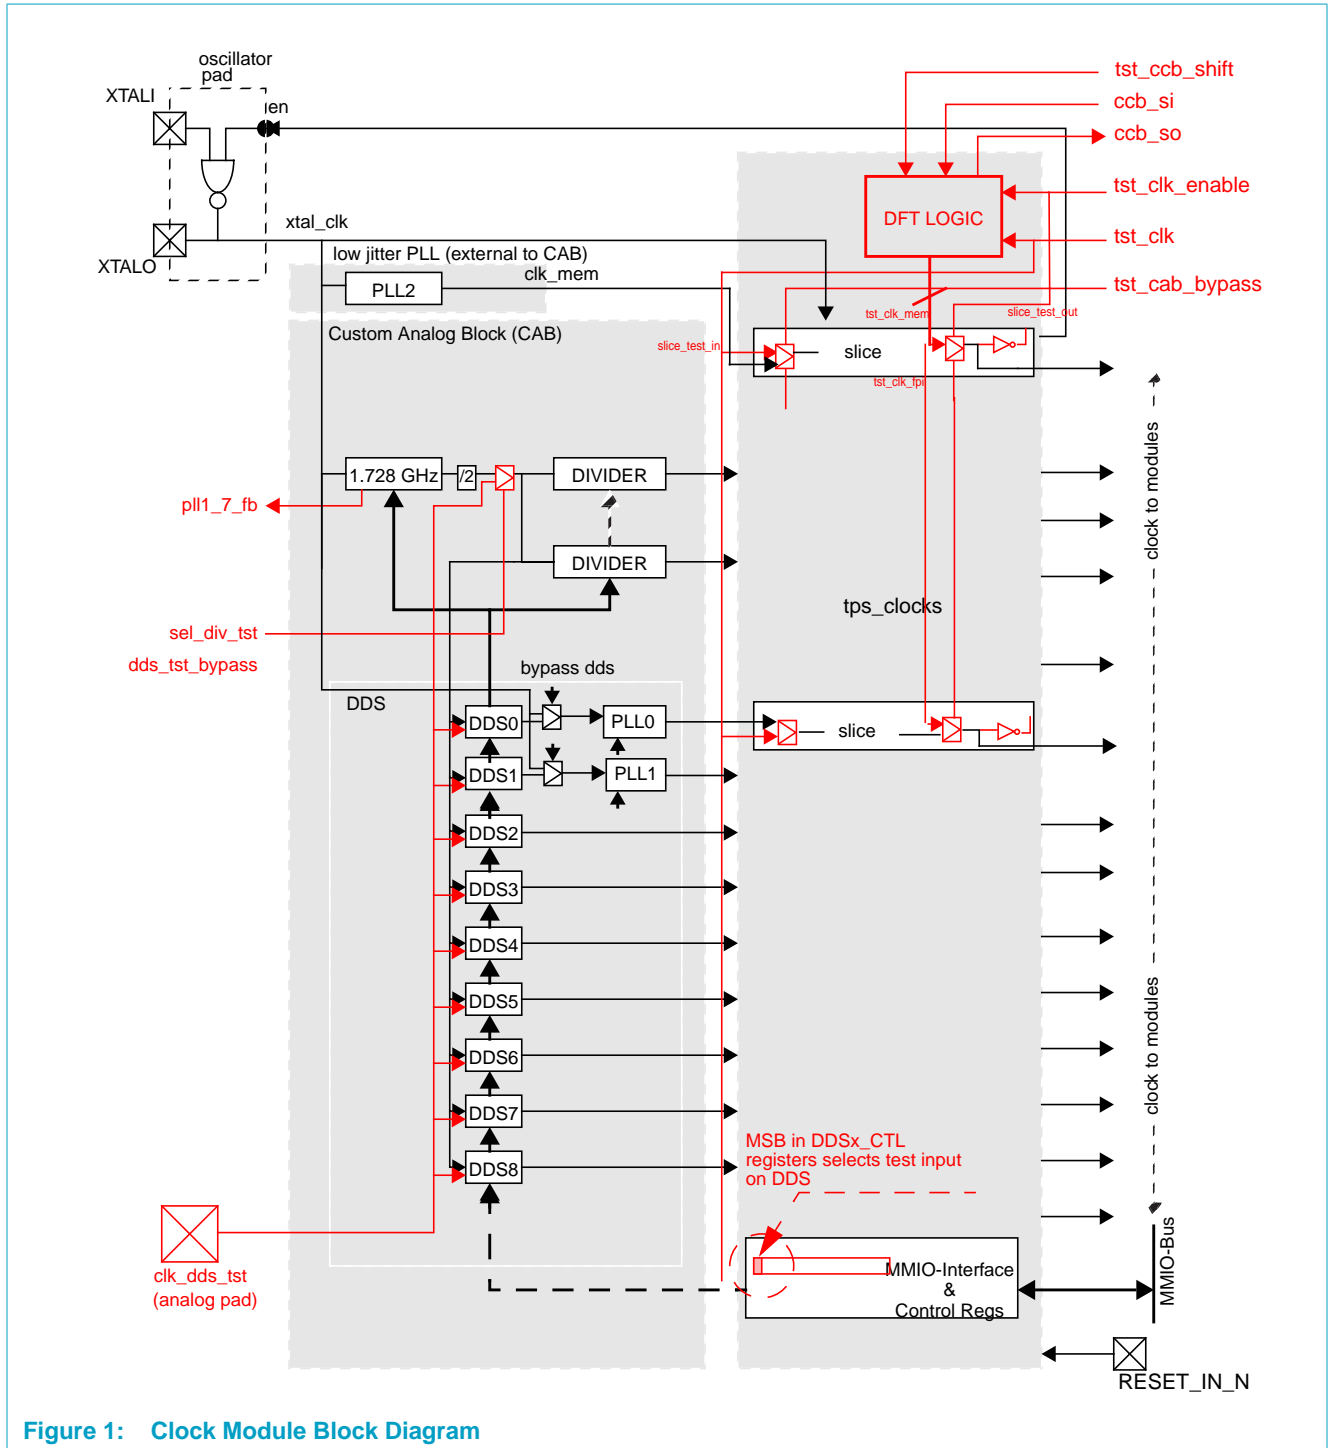 oscillator
pad
XTALI
en
XTALO
xtal_clk
low jitter PLL (external to CAB)
clk_mem
PLL2
Custom Analog Block (CAB)
tst_ccb_shift
ccb_si
ccb_so
tst_clk_enable
tst_clk
tst_cab_bypass
DFT LOGIC
tst_clk_mem
slice_test_out
slice_test_in
slice
tst_clk_fpi
1.728 GHz
/2
DIVIDER
pll1_7_fb
DIVIDER
sel_div_tst
dds_tst_bypass
tps_clocks
clock to modules
bypass dds
DDS
DDS0
PLL0
slice
DDS1
PLL1
DDS2
DDS3
DDS4
DDS5
DDS6
DDS7
DDS8
clock to modules
MSB in DDSx_CTL
registers selects test input
on DDS
clk_dds_tst
(analog pad)
MMIO-Interface
&
Control Regs
MMIO-Bus
RESET_IN_N
Figure 1: Clock Module Block Diagram